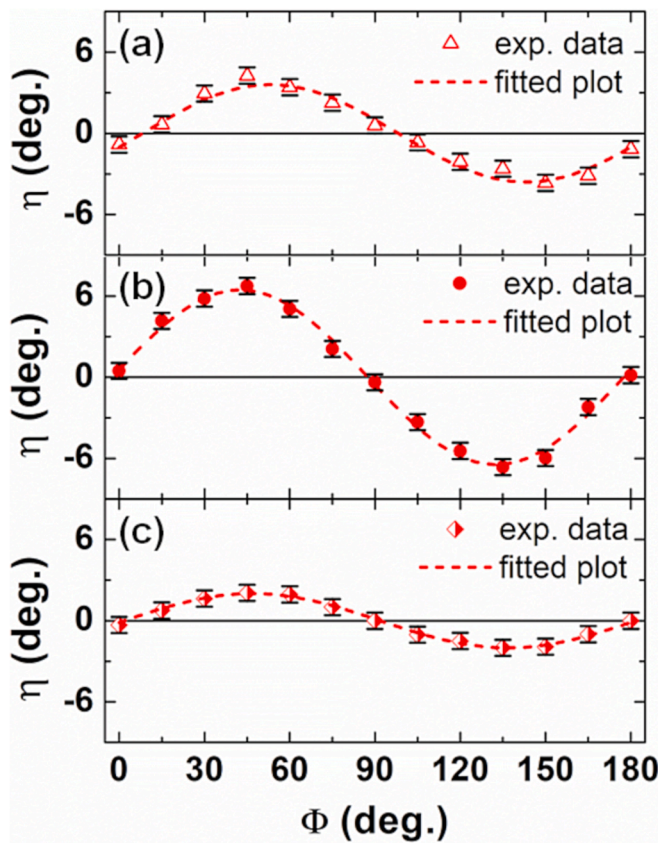 (a)
exp. data
fitted plot
6
0
-6
η (deg.)
(b)
exp. data
fitted plot
6
0
-6
η (deg.)
(c)
exp. data
fitted plot
6
0
-6
η (deg.)
0 30 60 90 120 150 180
Φ (deg.)